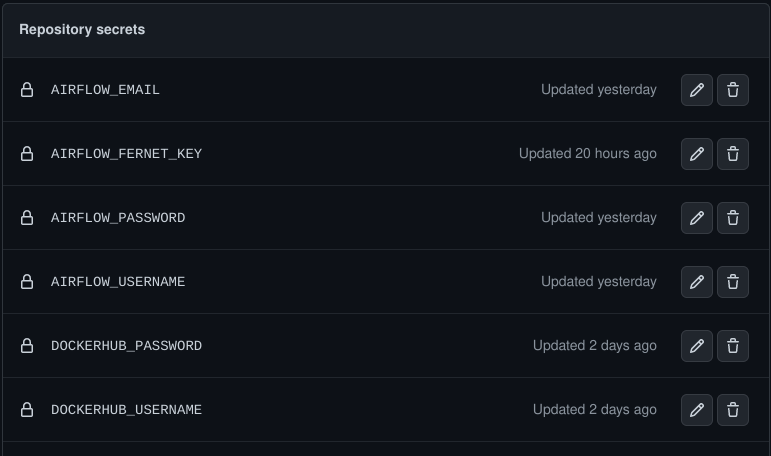 Repository secrets
AIRFLOW_EMAIL Updated yesterday
AIRFLOW_FERNET_KEY Updated 20 hours ago
AIRFLOW_PASSWORD Updated yesterday
AIRFLOW_USERNAME Updated yesterday
DOCKERHUB_PASSWORD Updated 2 days ago
DOCKERHUB_USERNAME Updated 2 days ago